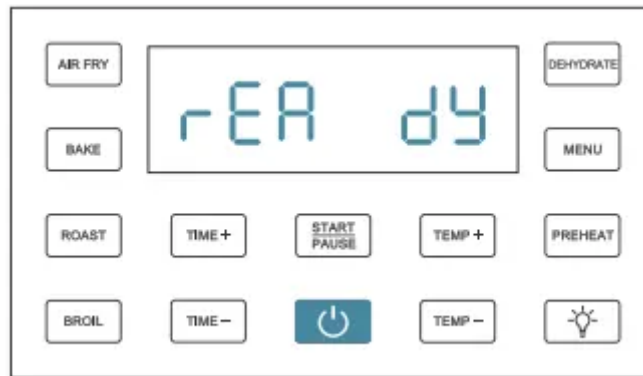 AIR FRY
rEA dy
DEHYDRATE
BAKE
MENU
ROAST
TIME+
START
PAUSE
TEMP+
PREHEAT
BROIL
TIME−
TEMP−